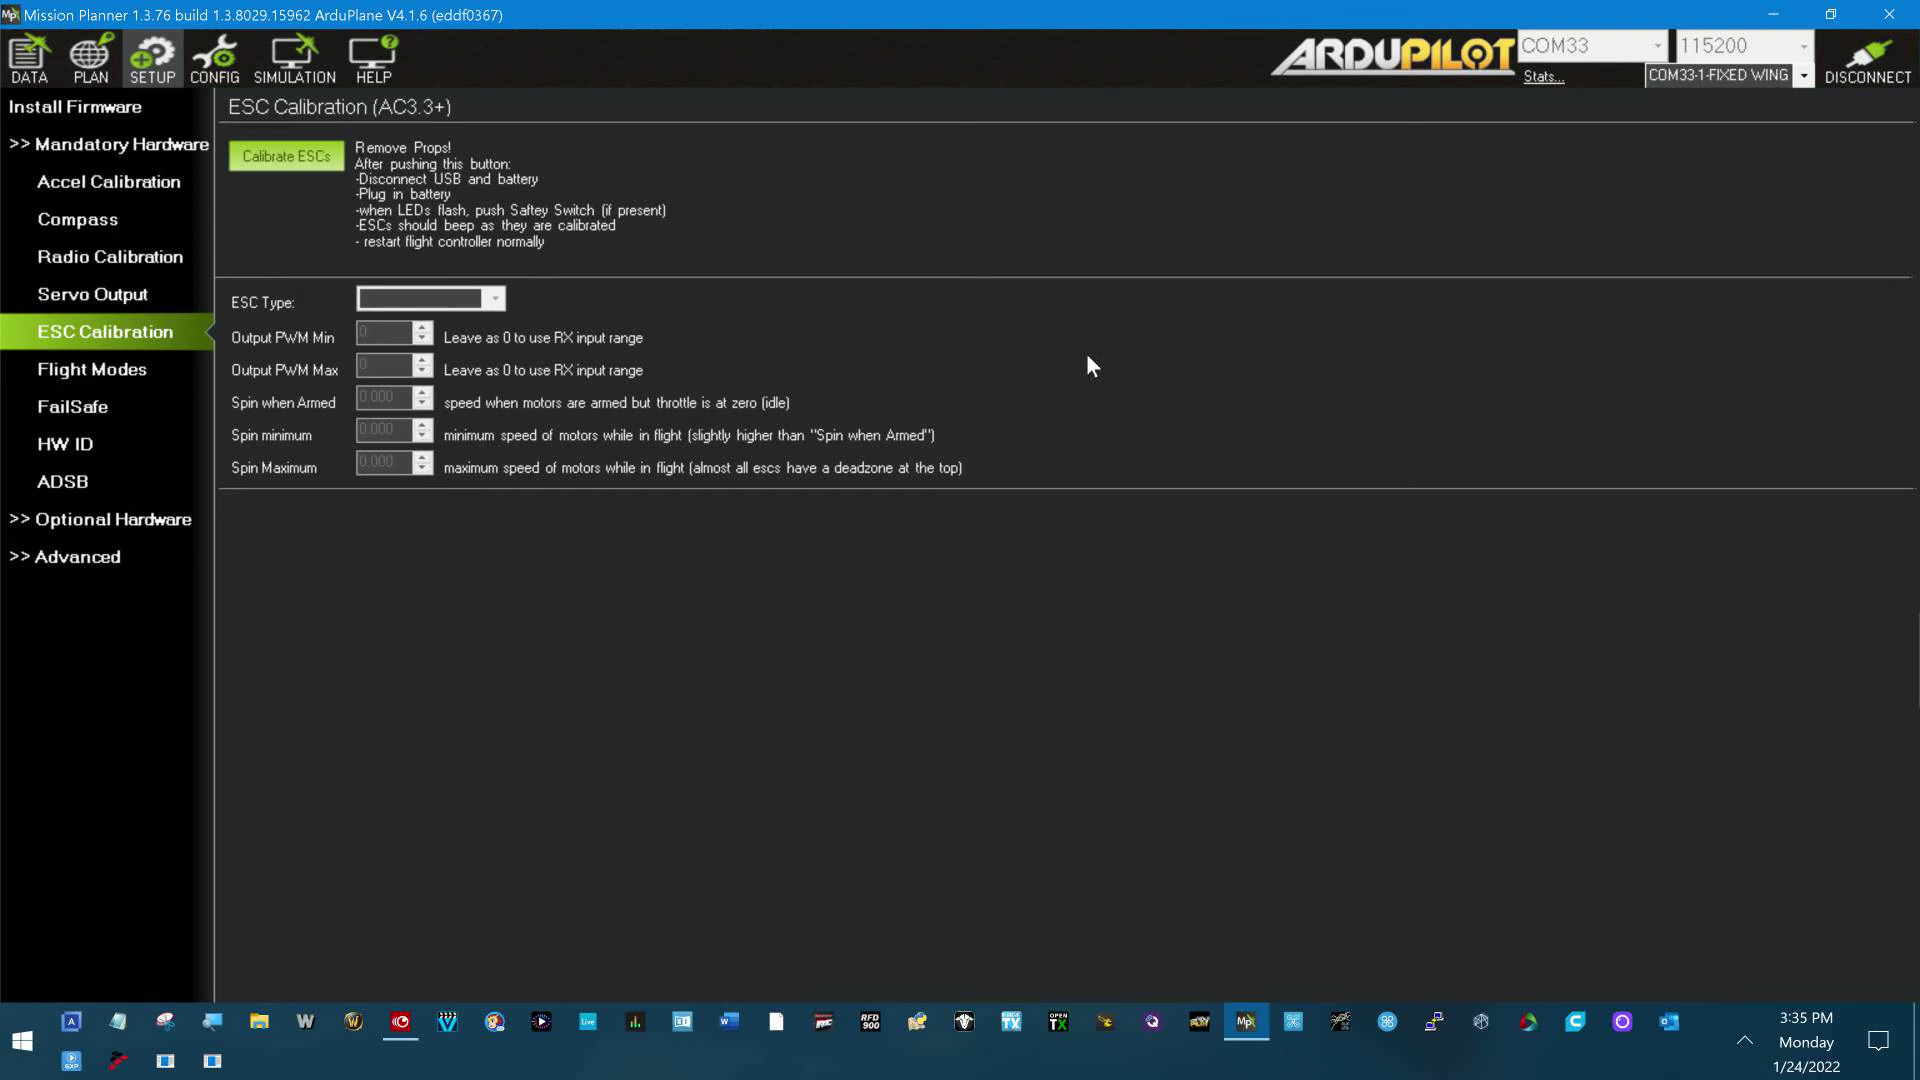 Mission Planner 1.3.76 build 1.3.8029.15962 ArduPlane V4.1.6 (eddf0367)
DATA
PLAN
SETUP
CONFIG
SIMULATION
HELP
ARDUPILOT
COM33
115200
Stats...
COM33-1-FIXED WING
DISCONNECT
Install Firmware
>> Mandatory Hardware
Accel Calibration
Compass
Radio Calibration
Servo Output
ESC Calibration
Flight Modes
FailSafe
HW ID
ADSB
>> Optional Hardware
>> Advanced
ESC Calibration (AC3.3+)
Calibrate ESCs
Remove Props!
After pushing this button:
-Disconnect USB and battery
-Plug in battery
-when LEDs flash, push Saftey Switch (if present)
-ESCs should beep as they are calibrated
- restart flight controller normally
ESC Type:
Output PWM Min 0 Leave as 0 to use RX input range
Output PWM Max 0 Leave as 0 to use RX input range
Spin when Armed 0.000 speed when motors are armed but throttle is at zero (idle)
Spin minimum 0.000 minimum speed of motors while in flight (slightly higher than "Spin when Armed")
Spin Maximum 0.000 maximum speed of motors while in flight (almost all escs have a deadzone at the top)
Live
RFD
900
TX
OPEN
TX
Mp
GXP
3:35 PM
Monday
1/24/2022